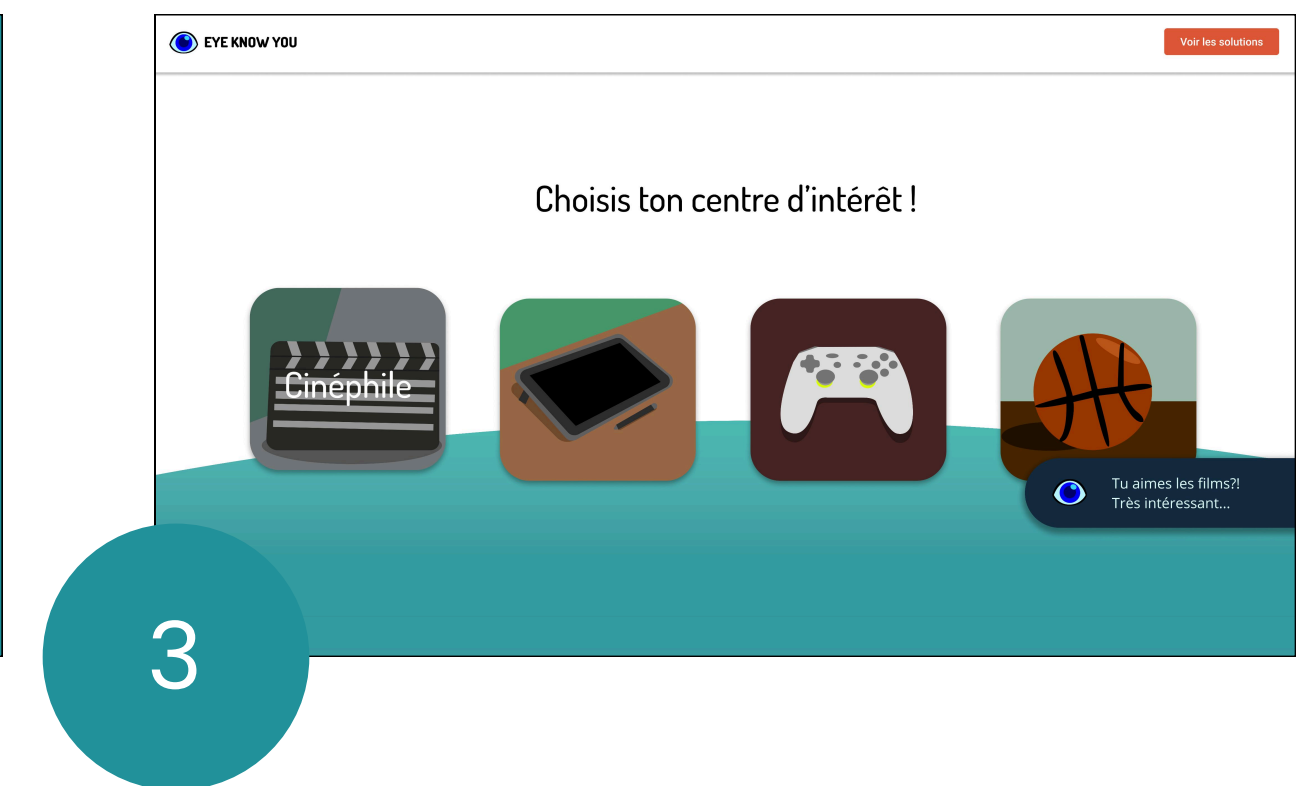 EYE KNOW YOU
Voir les solutions
Choisis ton centre d'intérêt !
Cinéphile
Tu aimes les films?!
Très intéressant...
3